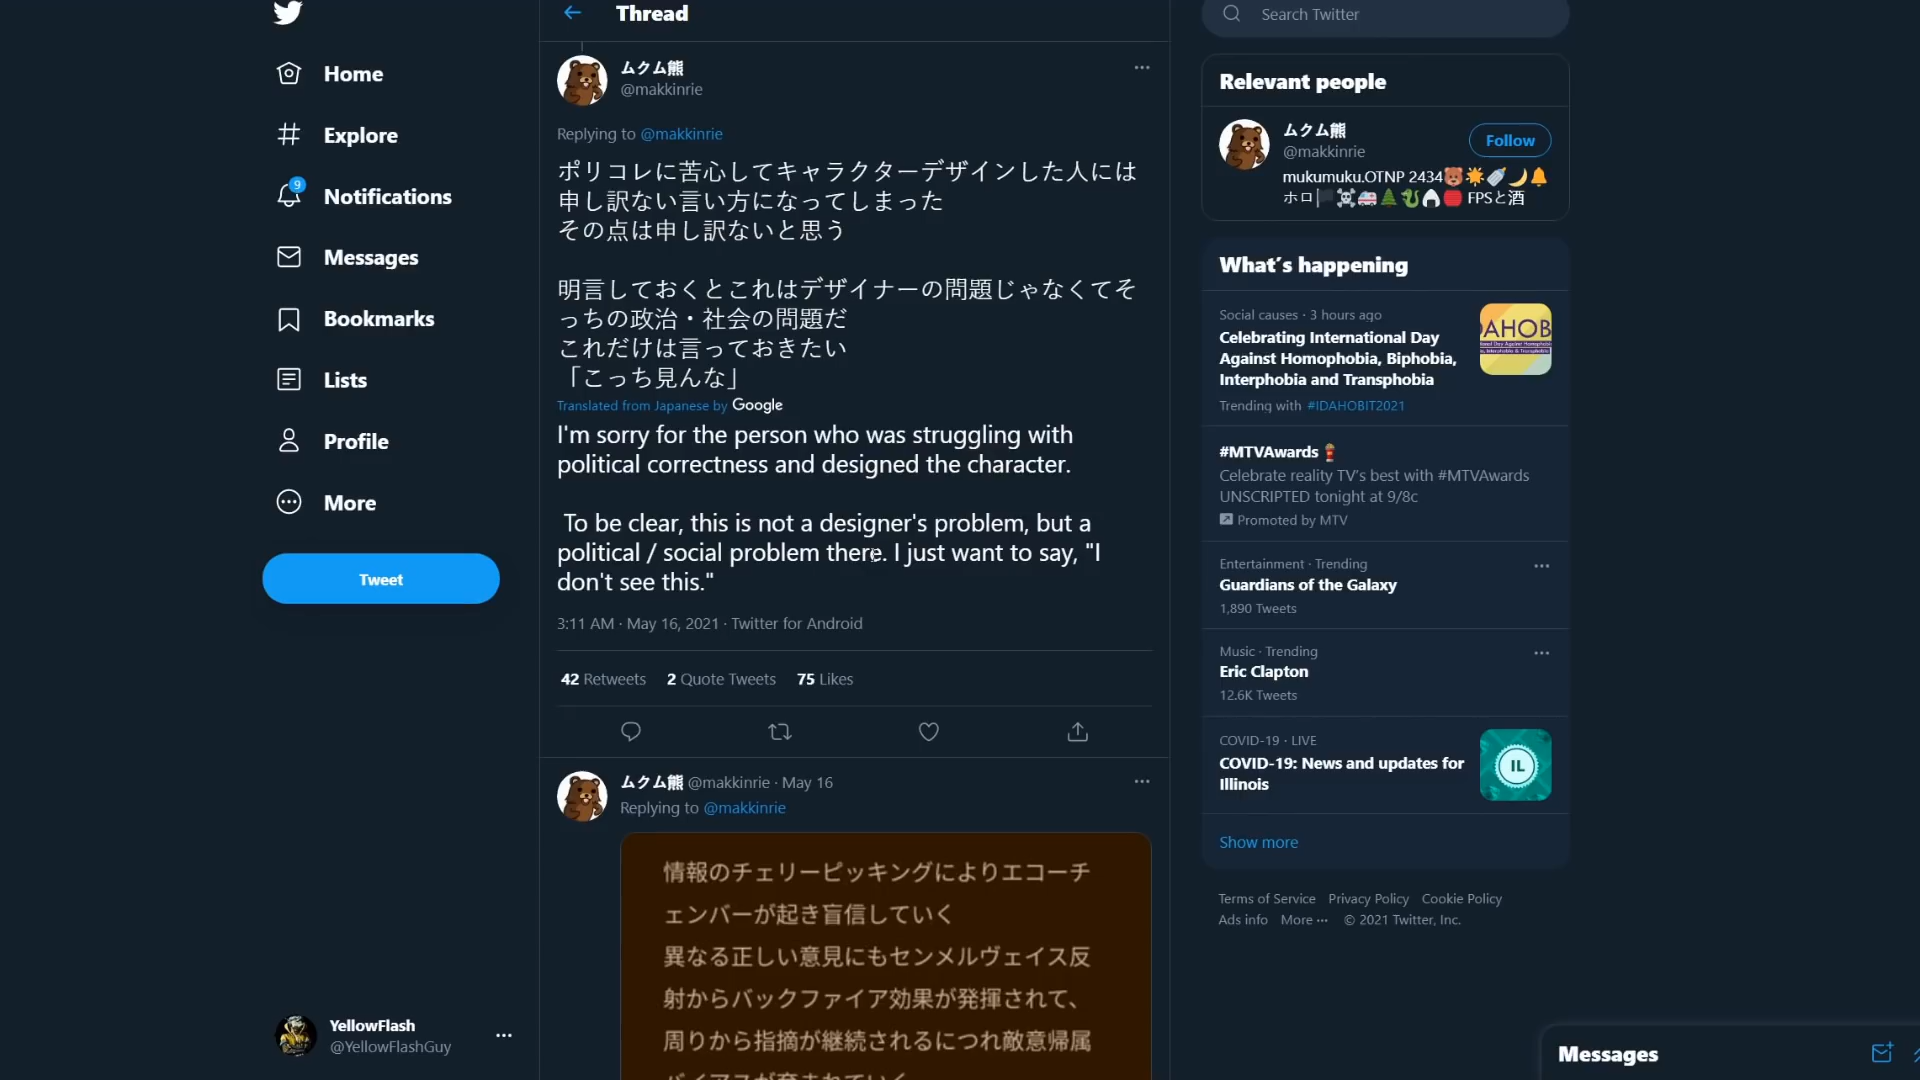 Home
Explore
9
Notifications
Messages
Bookmarks
Lists
Profile
More
Tweet
YellowFlash
@YellowFlashGuy
Thread
ムクム熊
@makkinrie
Replying to @makkinrie
ポリコレに苦心してキャラクターデザインした人には
申し訳ない言い方になってしまった
その点は申し訳ないと思う
明言しておくとこれはデザイナーの問題じゃなくてそ
っちの政治・社会の問題だ
これだけは言っておきたい
「こっち見んな」
Translated from Japanese by Google
I'm sorry for the person who was struggling with
political correctness and designed the character.
To be clear, this is not a designer's problem, but a
political / social problem there. I just want to say, "I
don't see this."
3:11 AM · May 16, 2021 · Twitter for Android
42 Retweets 2 Quote Tweets 75 Likes
ムクム熊 @makkinrie · May 16
Replying to @makkinrie
情報のチェリーピッキングによりエコーチ
ェンバーが起き盲信していく
異なる正しい意見にもセンメルヴェイス反
射からバックファイア効果が発揮されて、
周りから指摘が継続されるにつれ敵意帰属
Search Twitter
Relevant people
ムクム熊
@makkinrie
Follow
mukumuku.OTNP 2434🐻☀️🍼🌙🔔
ホロ🏴☠️🚑🌲🐍🍙🏮 FPSと酒
What's happening
Social causes · 3 hours ago
Celebrating International Day
Against Homophobia, Biphobia,
Interphobia and Transphobia
Trending with #IDAHOBIT2021
DAHOB
#MTVAwards
Celebrate reality TV's best with #MTVAwards
UNSCRIPTED tonight at 9/8c
Promoted by MTV
Entertainment · Trending
Guardians of the Galaxy
1,890 Tweets
Music · Trending
Eric Clapton
12.6K Tweets
COVID-19 · LIVE
COVID-19: News and updates for
Illinois
IL
Show more
Terms of Service Privacy Policy Cookie Policy
Ads info More ··· © 2021 Twitter, Inc.
Messages